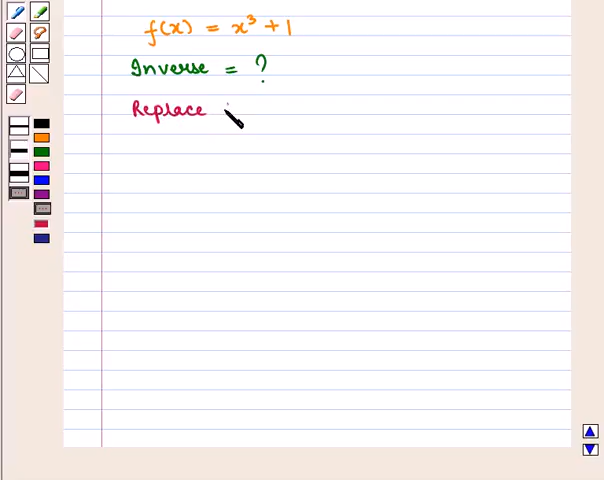 f(x) = x³ + 1
Inverse = ?
Replace